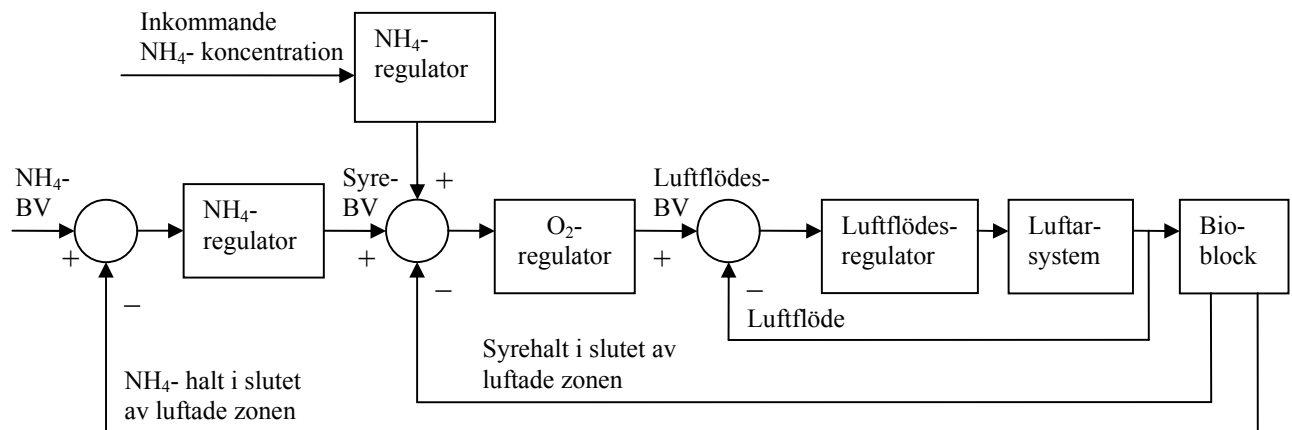 Inkommande
NH₄- koncentration
NH₄-
regulator
+
NH₄-
BV
+
−
NH₄-
regulator
Syre-
BV
+
−
O₂-
regulator
Luftflödes-
BV
+
−
Luftflödes-
regulator
Luftar-
system
Bio-
block
Luftflöde
Syrehalt i slutet av
luftade zonen
NH₄- halt i slutet
av luftade zonen